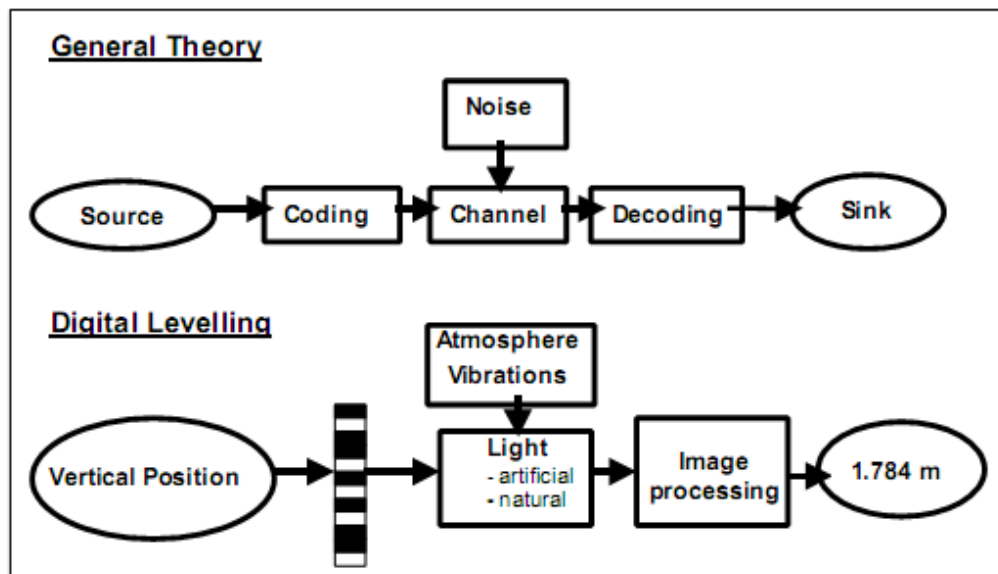 General Theory
Noise
Source
Coding
Channel
Decoding
Sink
Digital Levelling
Atmosphere
Vibrations
Vertical Position
Light
- artificial
- natural
Image
processing
1.784 m